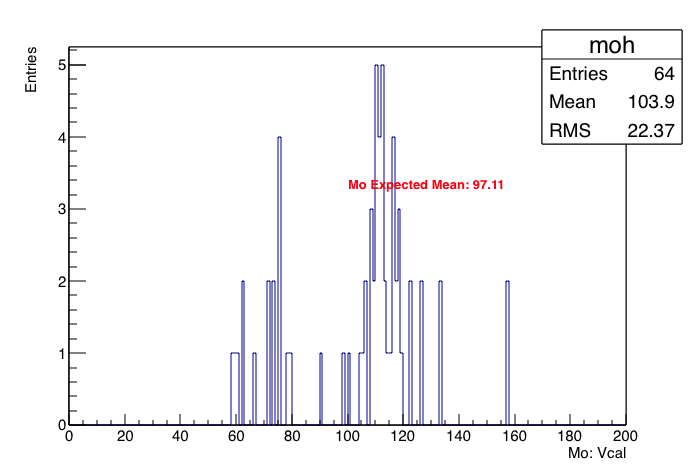 moh
Entries 64
Mean 103.9
RMS 22.37
Entries
5
4
3
2
1
0
Mo Expected Mean: 97.11
0 20 40 60 80 100 120 140 160 180 200
Mo: Vcal